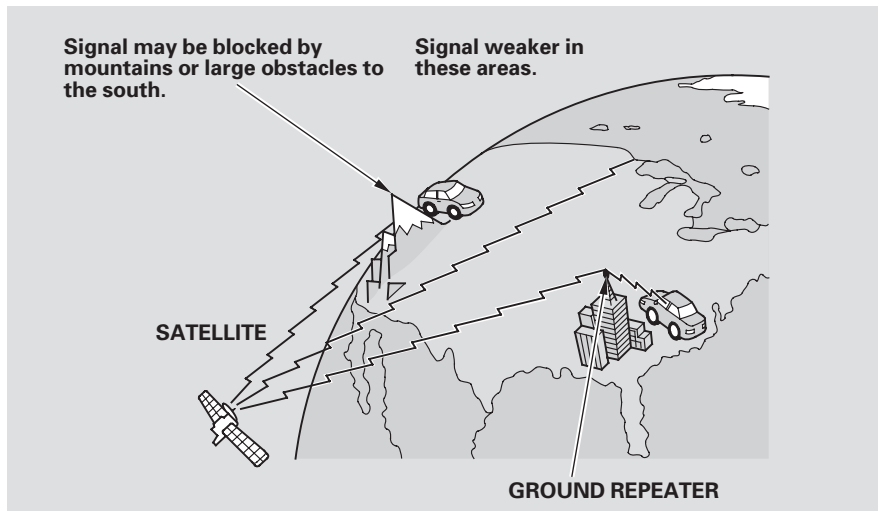 Signal may be blocked by
mountains or large obstacles to
the south.
Signal weaker in
these areas.
SATELLITE
GROUND REPEATER